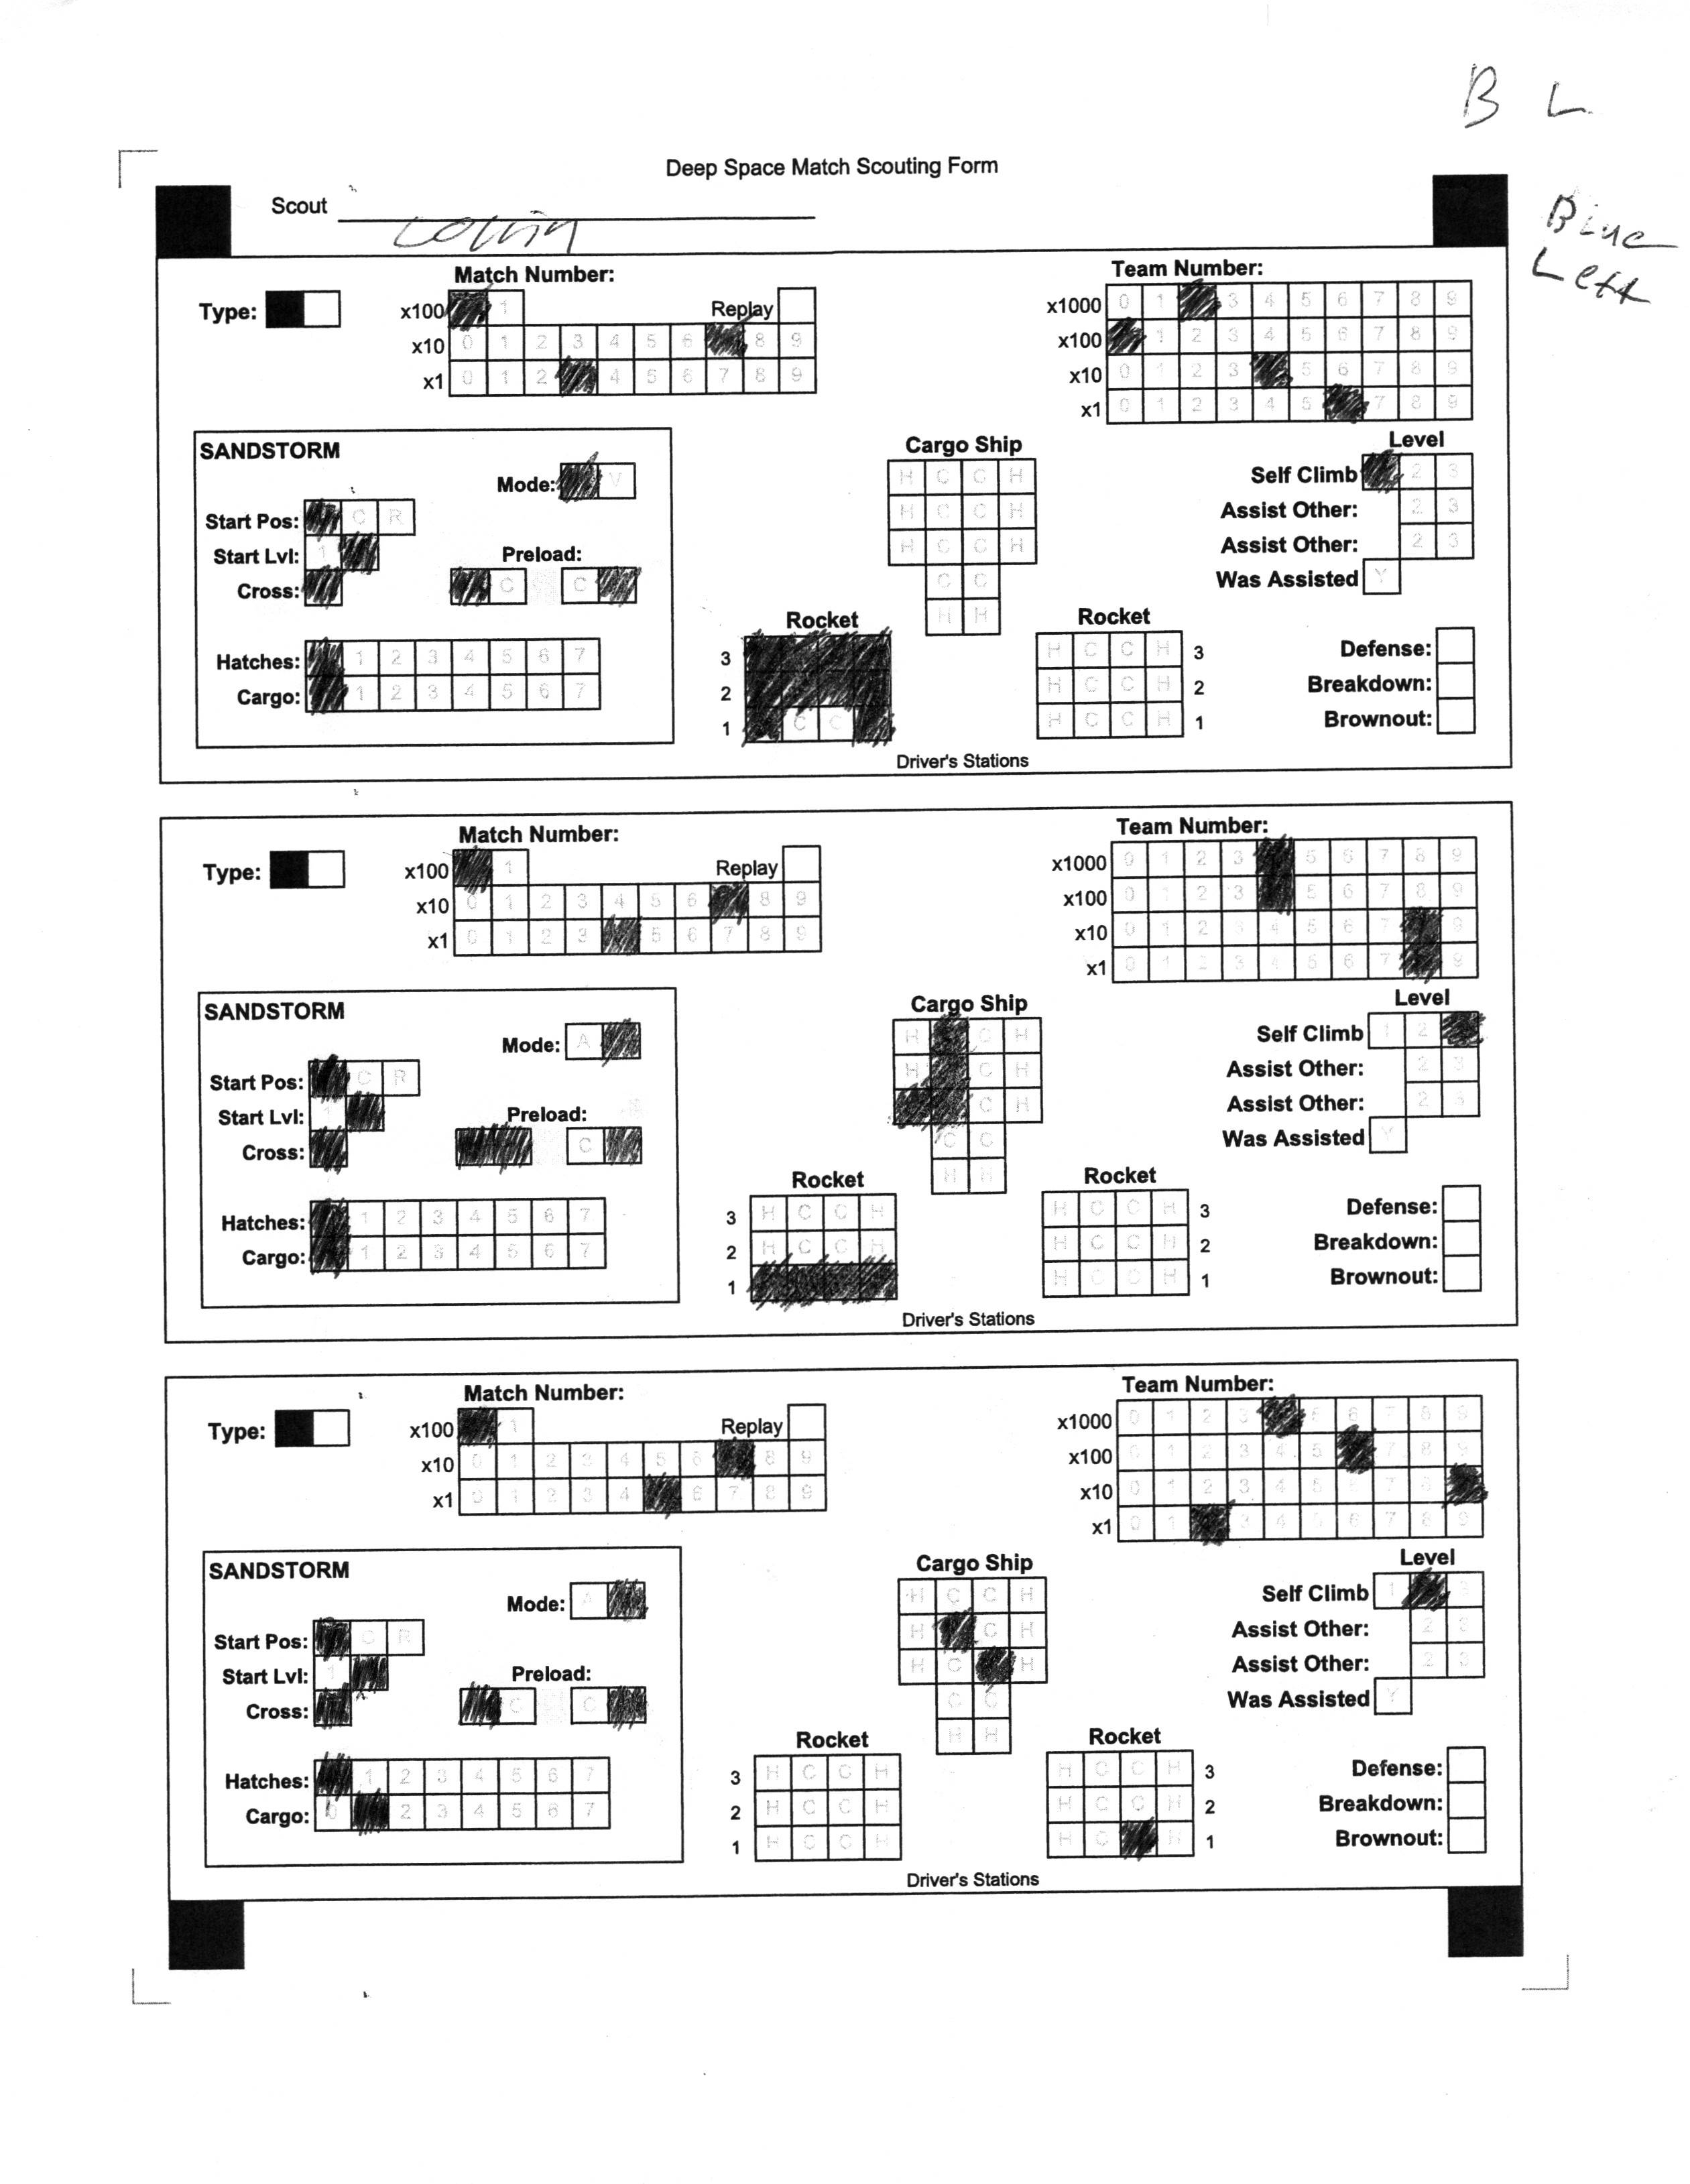 B L
Deep Space Match Scouting Form
Scout Collin
Blue
Left
Match Number:
Team Number:
Type:
x100 1 Replay
x10 0 1 2 3 4 5 6 8 9
x1 0 1 2 4 5 6 7 8 9
x1000 0 1 3 4 5 6 7 8 9
x100 1 2 3 4 5 6 7 8 9
x10 0 1 2 3 5 6 7 8 9
x1 0 1 2 3 4 5 7 8 9
SANDSTORM
Mode: V
Start Pos: C R
Start Lvl: 1
Cross:
Preload:
C C
Hatches: 1 2 3 4 5 6 7
Cargo: 1 2 3 4 5 6 7
Cargo Ship
H C C H
H C C H
H C C H
C C
H H
Level
Self Climb 2 3
Assist Other: 2 3
Assist Other: 2 3
Was Assisted Y
Rocket
3
2
1 C C
Rocket
H C C H 3
H C C H 2
H C C H 1
Defense:
Breakdown:
Brownout:
Driver's Stations
Match Number:
Team Number:
Type:
x100 1 Replay
x10 0 1 2 3 4 5 6 8 9
x1 0 1 2 3 5 6 7 8 9
x1000 0 1 2 3 5 6 7 8 9
x100 0 1 2 3 5 6 7 8 9
x10 0 1 2 3 4 5 6 7 9
x1 0 1 2 3 4 5 6 7 9
SANDSTORM
Mode: A
Start Pos: C R
Start Lvl: 1
Cross:
Preload:
C
Hatches: 1 2 3 4 5 6 7
Cargo: 1 2 3 4 5 6 7
Cargo Ship
H C H
H C H
C H
C C
H H
Level
Self Climb 1 2
Assist Other: 2 3
Assist Other: 2 3
Was Assisted Y
Rocket
3 H C C H
2 H C C H
1
Rocket
H C C H 3
H C C H 2
H C C H 1
Defense:
Breakdown:
Brownout:
Driver's Stations
Match Number:
Team Number:
Type:
x100 1 Replay
x10 0 1 2 3 4 5 6 8 9
x1 0 1 2 3 4 6 7 8 9
x1000 0 1 2 3 5 6 7 8 9
x100 0 1 2 3 4 5 7 8 9
x10 0 1 2 3 4 5 6 7 8
x1 0 1 3 4 5 6 7 8 9
SANDSTORM
Mode: A
Start Pos: C R
Start Lvl: 1
Cross:
Preload:
C C
Hatches: 1 2 3 4 5 6 7
Cargo: 0 2 3 4 5 6 7
Cargo Ship
H C C H
H C H
H C H
C C
H H
Level
Self Climb 1 3
Assist Other: 2 3
Assist Other: 2 3
Was Assisted Y
Rocket
3 H C C H
2 H C C H
1 H C C H
Rocket
H C C H 3
H C C H 2
H C H 1
Defense:
Breakdown:
Brownout:
Driver's Stations